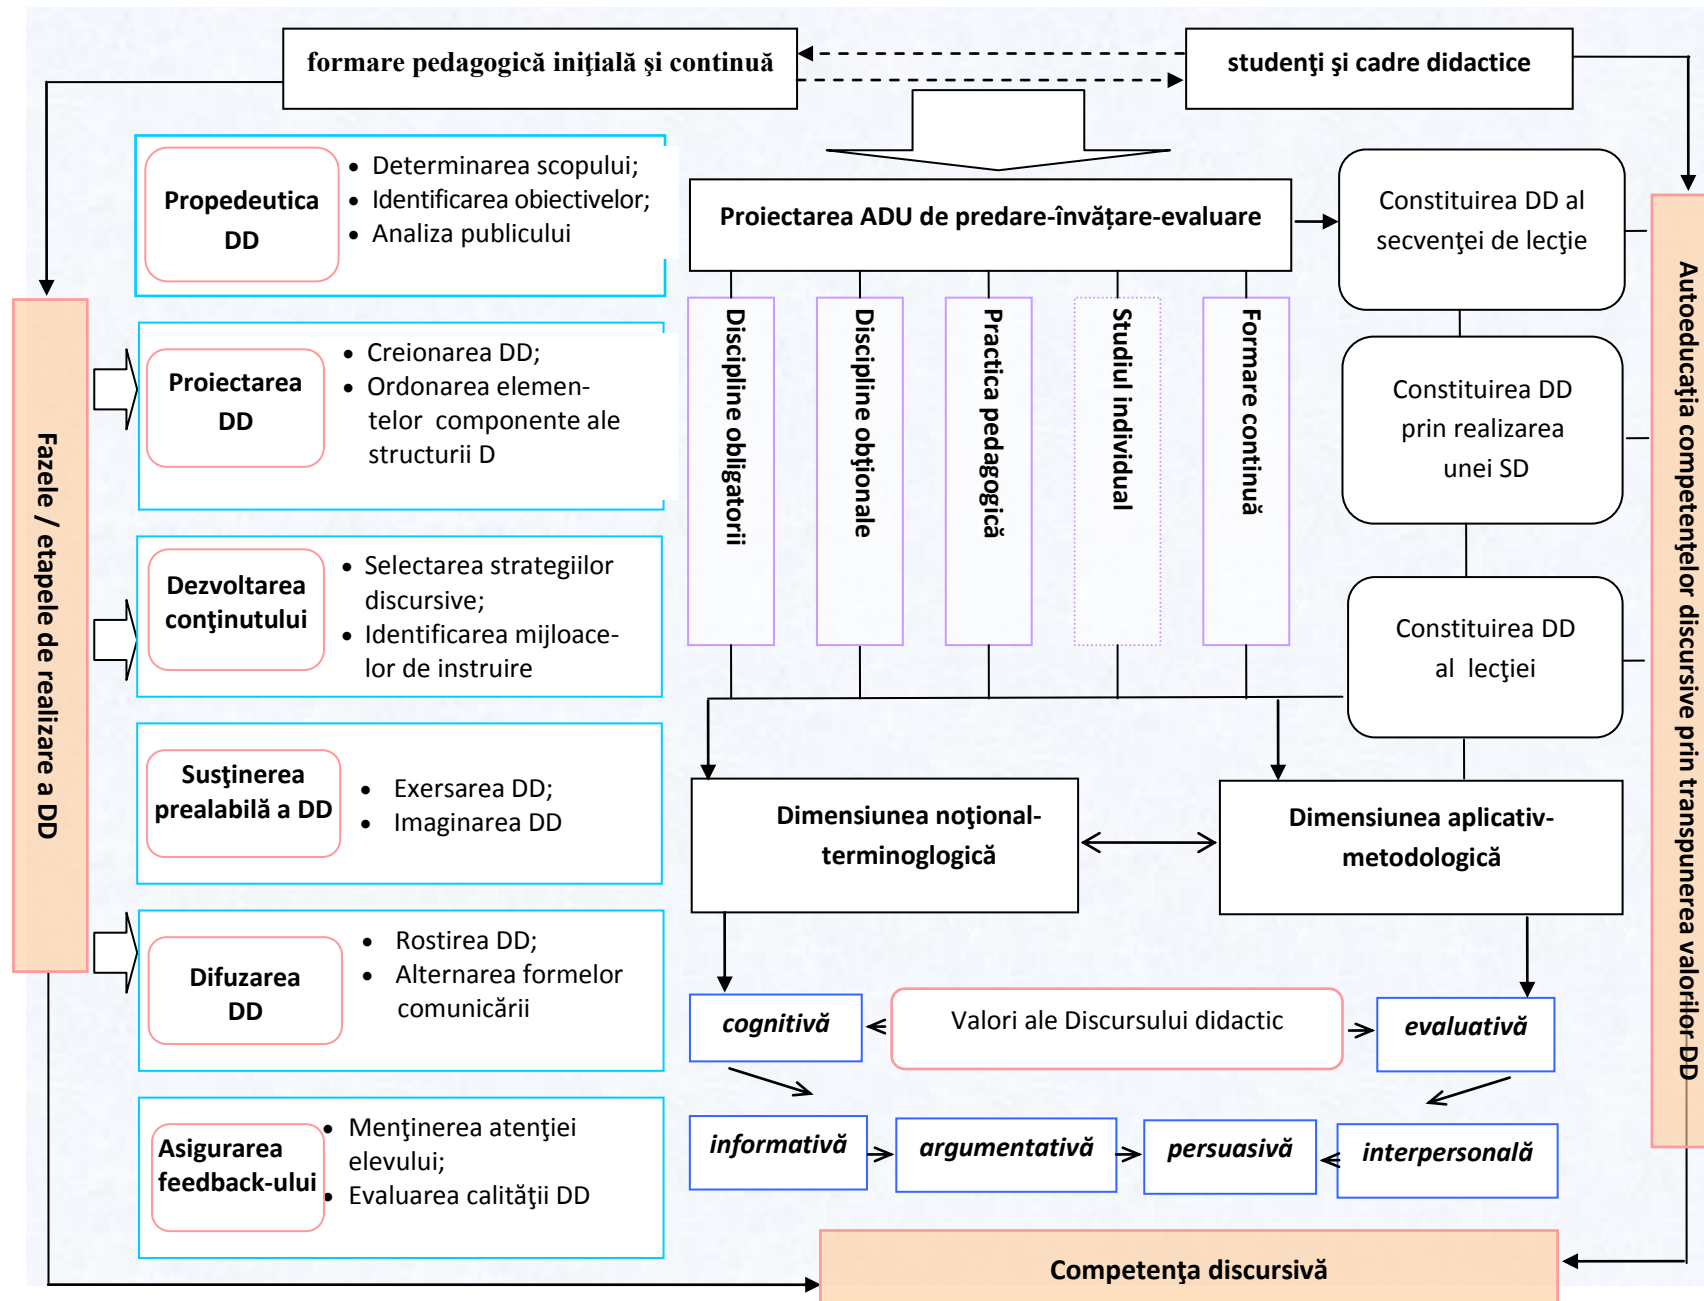 formare pedagogică iniţială şi continuă
studenţi şi cadre didactice
Fazele / etapele de realizare a DD
Propedeutica
DD
• Determinarea scopului;
• Identificarea obiectivelor;
• Analiza publicului
Proiectarea
DD
• Creionarea DD;
• Ordonarea elemen-
telor componente ale
structurii D
Dezvoltarea
conţinutului
• Selectarea strategiilor
discursive;
• Identificarea mijloace-
lor de instruire
Susţinerea
prealabilă a DD
• Exersarea DD;
• Imaginarea DD
Difuzarea
DD
• Rostirea DD;
• Alternarea formelor
comunicării
Asigurarea
feedback-ului
• Menţinerea atenţiei
elevului;
• Evaluarea calităţii DD
Proiectarea ADU de predare-învățare-evaluare
Discipline obligatorii
Discipline obţionale
Practica pedagogică
Studiul individual
Formare continuă
Constituirea DD al
secvenţei de lecţie
Constituirea DD
prin realizarea
unei SD
Constituirea DD
al lecţiei
Dimensiunea noţional-
terminoglogică
Dimensiunea aplicativ-
metodologică
cognitivă
Valori ale Discursului didactic
evaluativă
informativă
argumentativă
persuasivă
interpersonală
Autoeducaţia competenţelor discursive prin transpunerea valorilor DD
Competenţa discursivă